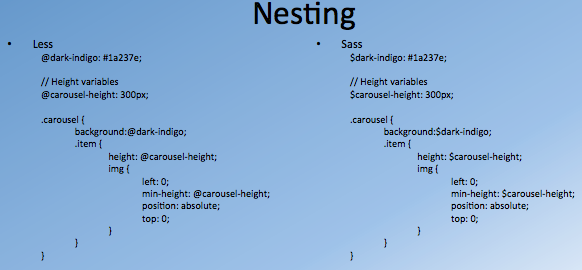 Nesting
• Less
@dark-indigo: #1a237e;
// Height variables
@carousel-height: 300px;
.carousel {
background:@dark-indigo;
.item {
height: @carousel-height;
img {
left: 0;
min-height: @carousel-height;
position: absolute;
top: 0;
}
}
}
• Sass
$dark-indigo: #1a237e;
// Height variables
$carousel-height: 300px;
.carousel {
background:$dark-indigo;
.item {
height: $carousel-height;
img {
left: 0;
min-height: $carousel-height;
position: absolute;
top: 0;
}
}
}